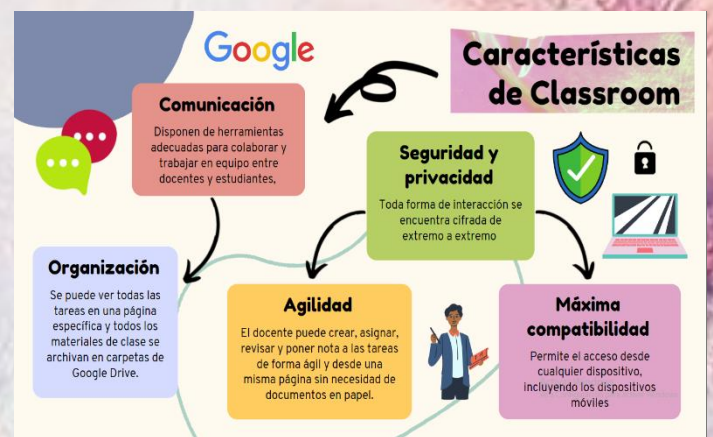 Google
Características
de Classroom
Comunicación
Disponen de herramientas
adecuadas para colaborar y
trabajar en equipo entre
docentes y estudiantes,
Seguridad y
privacidad
Toda forma de interacción se
encuentra cifrada de
extremo a extremo
Organización
Se puede ver todas las
tareas en una página
específica y todos los
materiales de clase se
archivan en carpetas de
Google Drive.
Agilidad
El docente puede crear, asignar,
revisar y poner nota a las tareas
de forma ágil y desde una
misma página sin necesidad de
documentos en papel.
Máxima
compatibilidad
Permite el acceso desde
cualquier dispositivo,
incluyendo los dispositivos
móviles